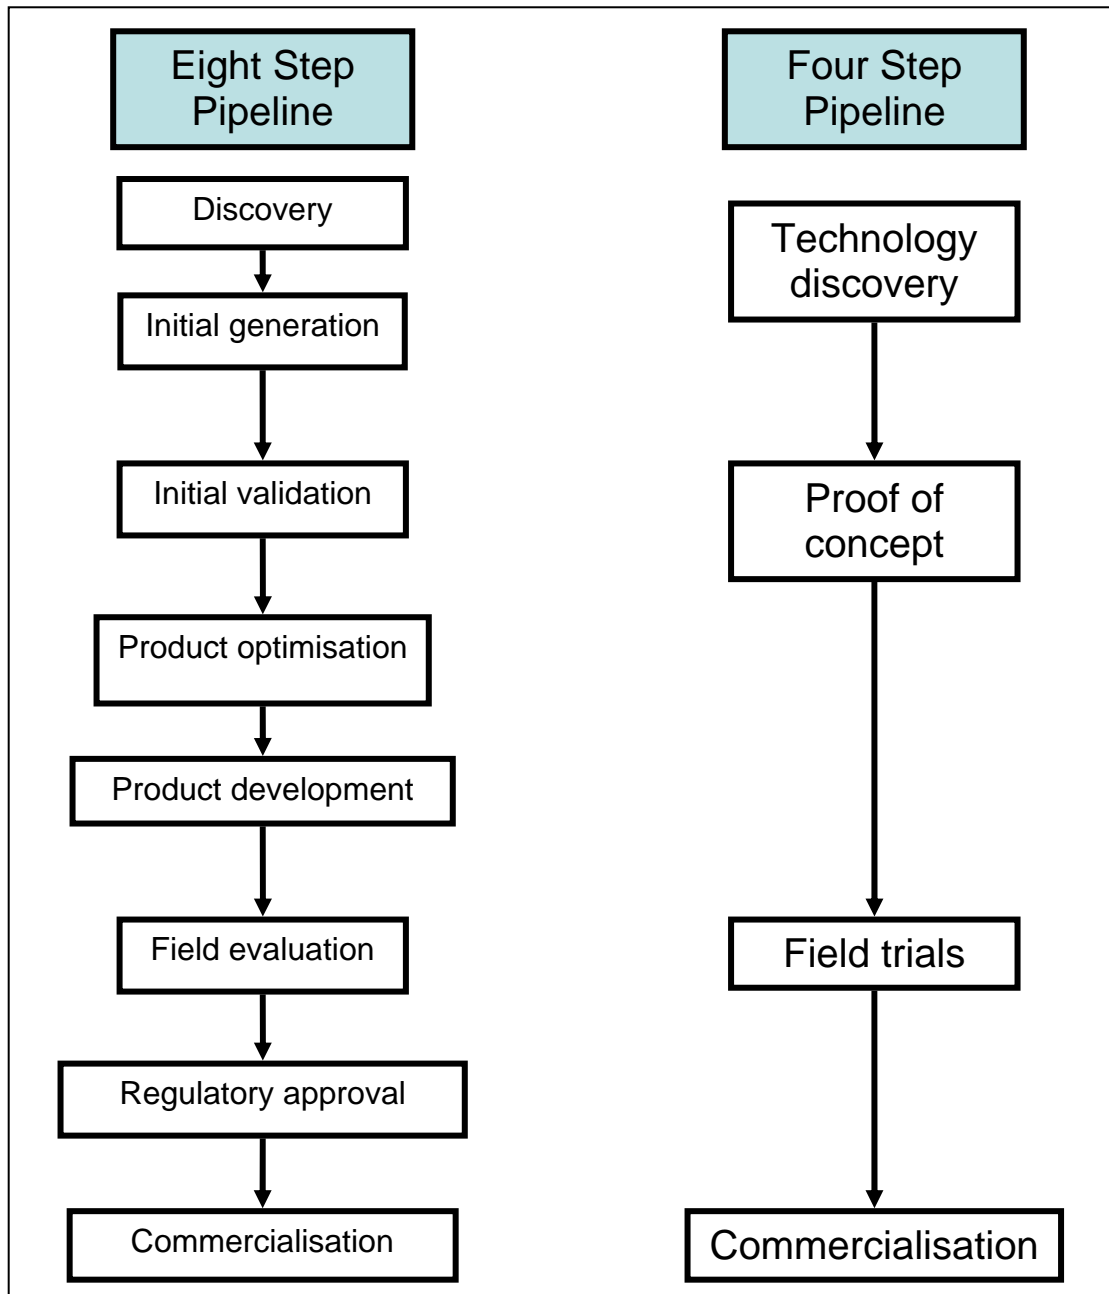 Eight Step
Pipeline
Discovery
Initial generation
Initial validation
Product optimisation
Product development
Field evaluation
Regulatory approval
Commercialisation
Four Step
Pipeline
Technology
discovery
Proof of
concept
Field trials
Commercialisation